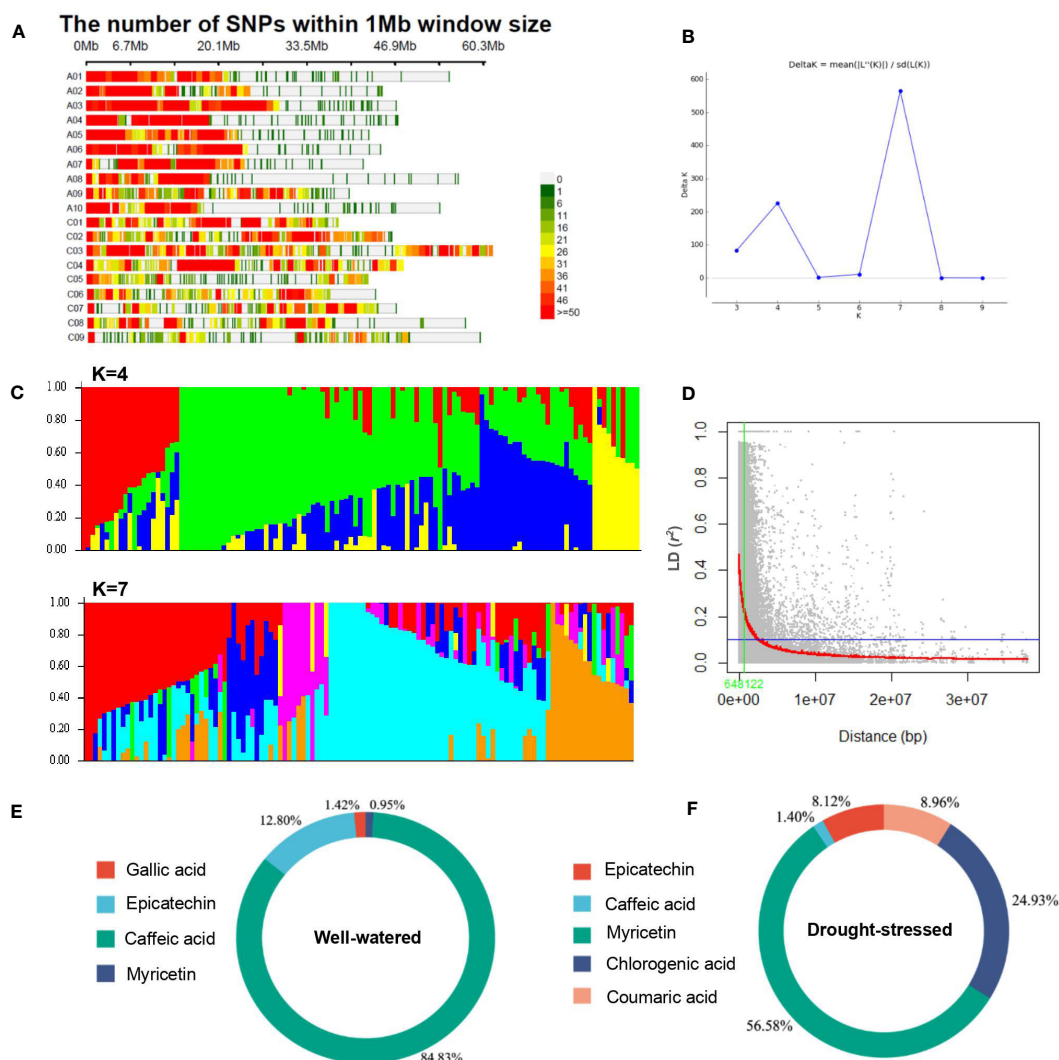 A
The number of SNPs within 1Mb window size
0Mb 6.7Mb 20.1Mb 33.5Mb 46.9Mb 60.3Mb
A01
A02
A03
A04
A05
A06
A07
A08
A09
A10
C01
C02
C03
C04
C05
C06
C07
C08
C09
0
1
6
11
16
21
26
31
36
41
46
>=50
B
DeltaK = mean(|L''(K)|) / sd(L(K))
Delta K
600
500
400
300
200
100
0
3 4 5 6 7 8 9
K
C
K=4
1.00
0.80
0.60
0.40
0.20
0.00
K=7
1.00
0.80
0.60
0.40
0.20
0.00
D
LD (r²)
1.0
0.8
0.6
0.4
0.2
0.0
648122
0e+00 1e+07 2e+07 3e+07
Distance (bp)
E
1.42% 0.95%
12.80%
84.83%
Gallic acid
Epicatechin
Caffeic acid
Myricetin
Well-watered
F
8.12% 8.96%
1.40%
24.93%
56.58%
Epicatechin
Caffeic acid
Myricetin
Chlorogenic acid
Coumaric acid
Drought-stressed